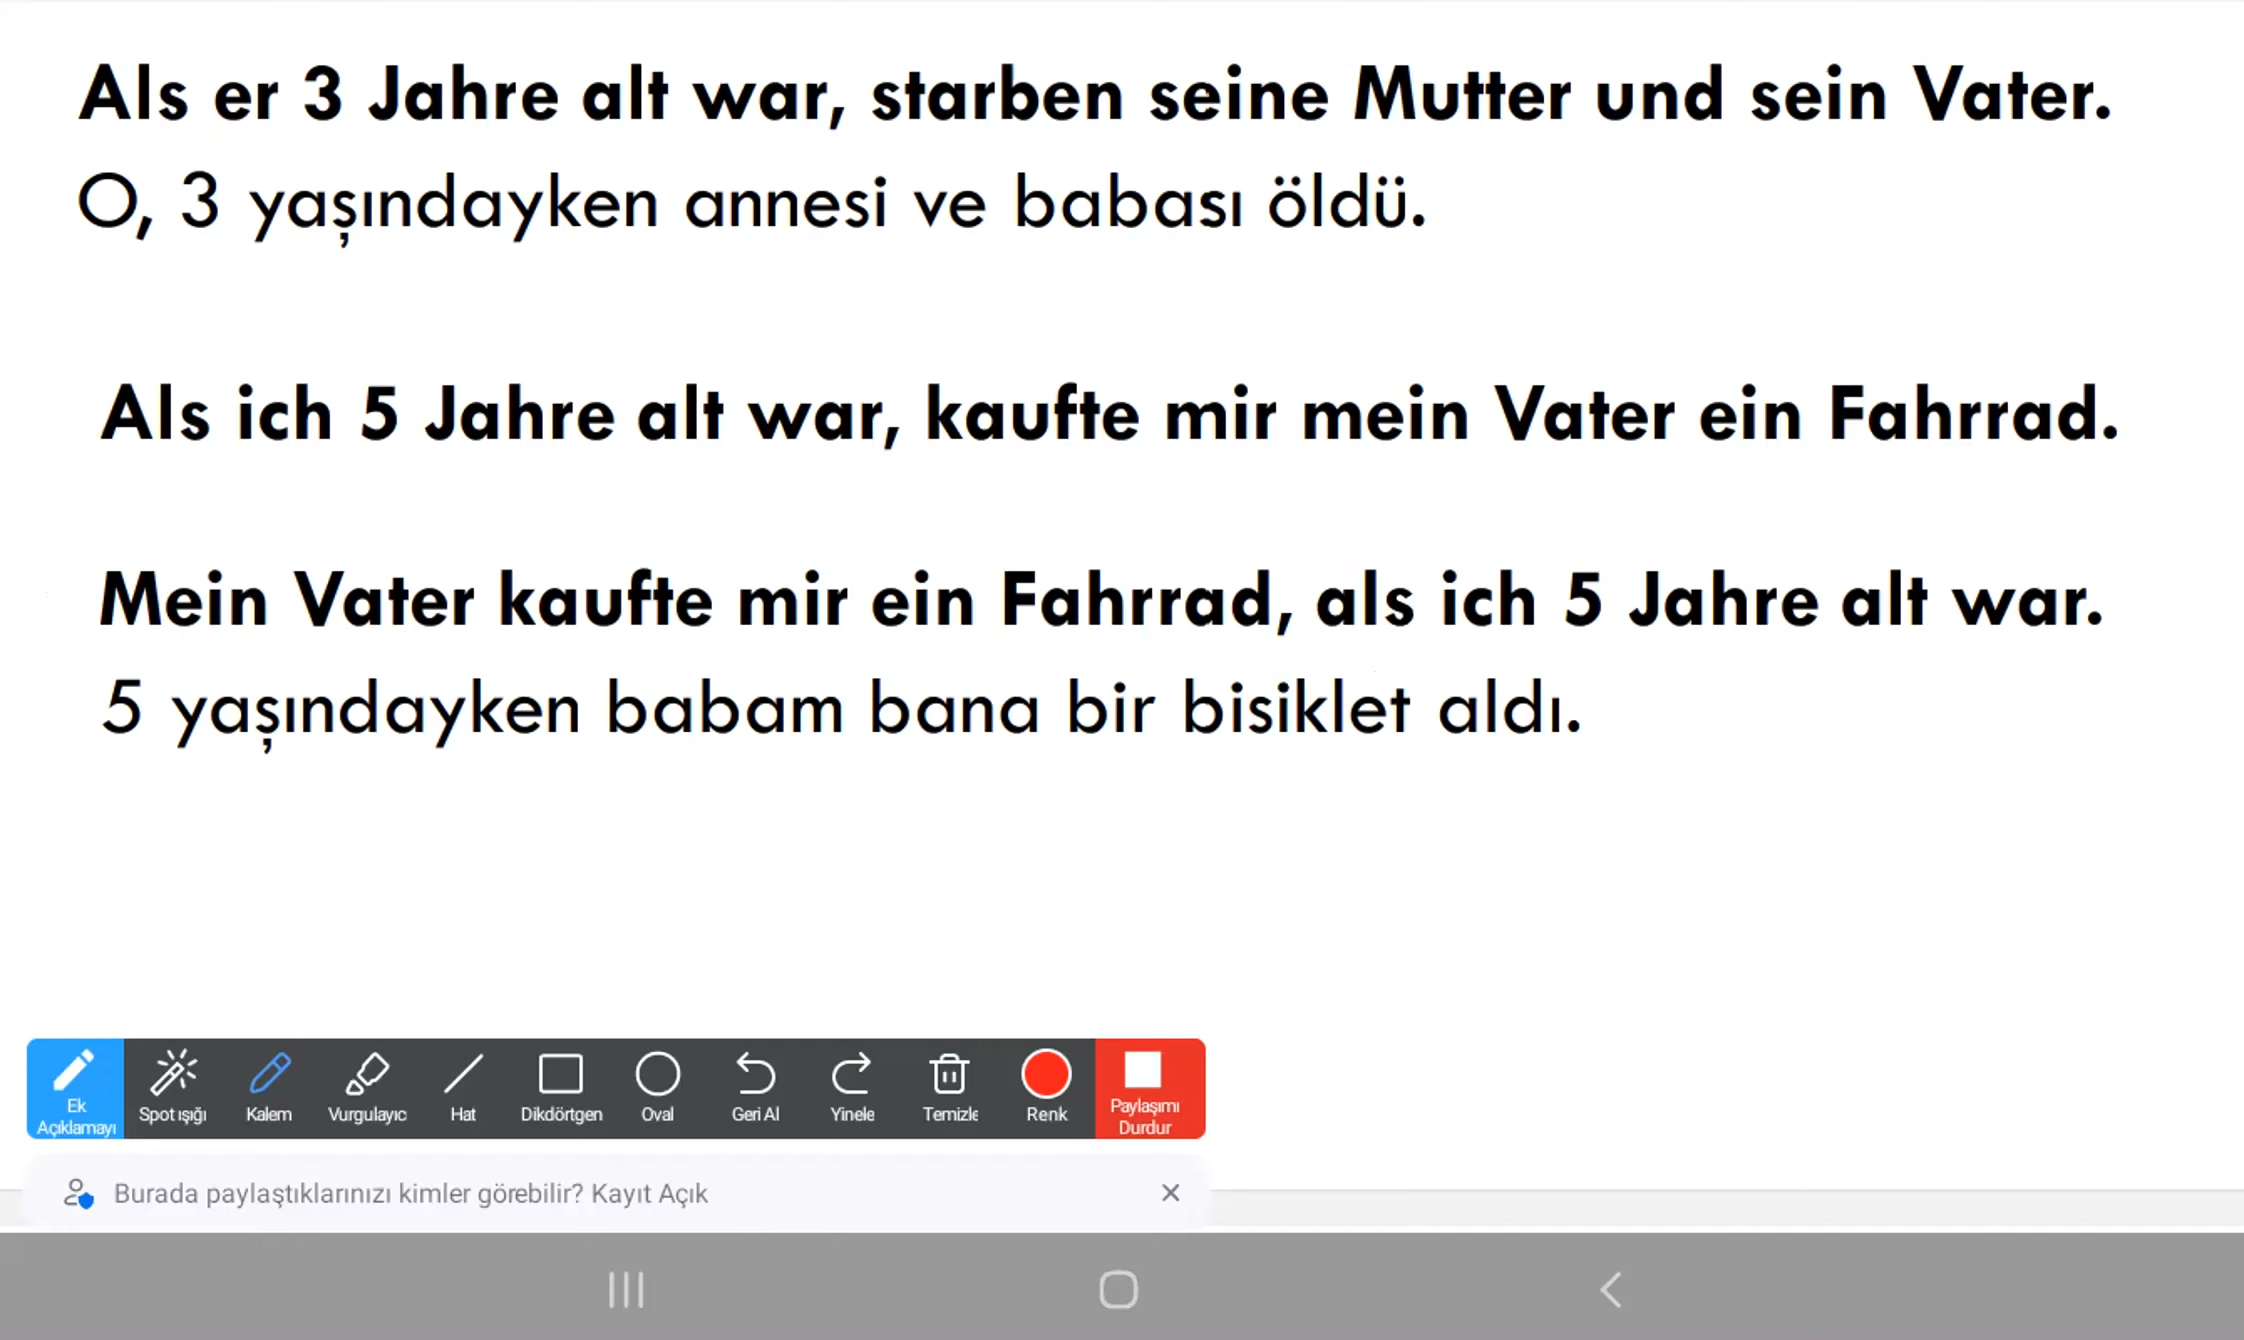 Als er 3 Jahre alt war, starben seine Mutter und sein Vater.
O, 3 yaşındayken annesi ve babası öldü.
Als ich 5 Jahre alt war, kaufte mir mein Vater ein Fahrrad.
Mein Vater kaufte mir ein Fahrrad, als ich 5 Jahre alt war.
5 yaşındayken babam bana bir bisiklet aldı.
Ek Açıklamayı
Spot ışığı
Kalem
Vurgulayıc
Hat
Dikdörtgen
Oval
Geri Al
Yinele
Temizle
Renk
Paylaşımı Durdur
Burada paylaştıklarınızı kimler görebilir? Kayıt Açık